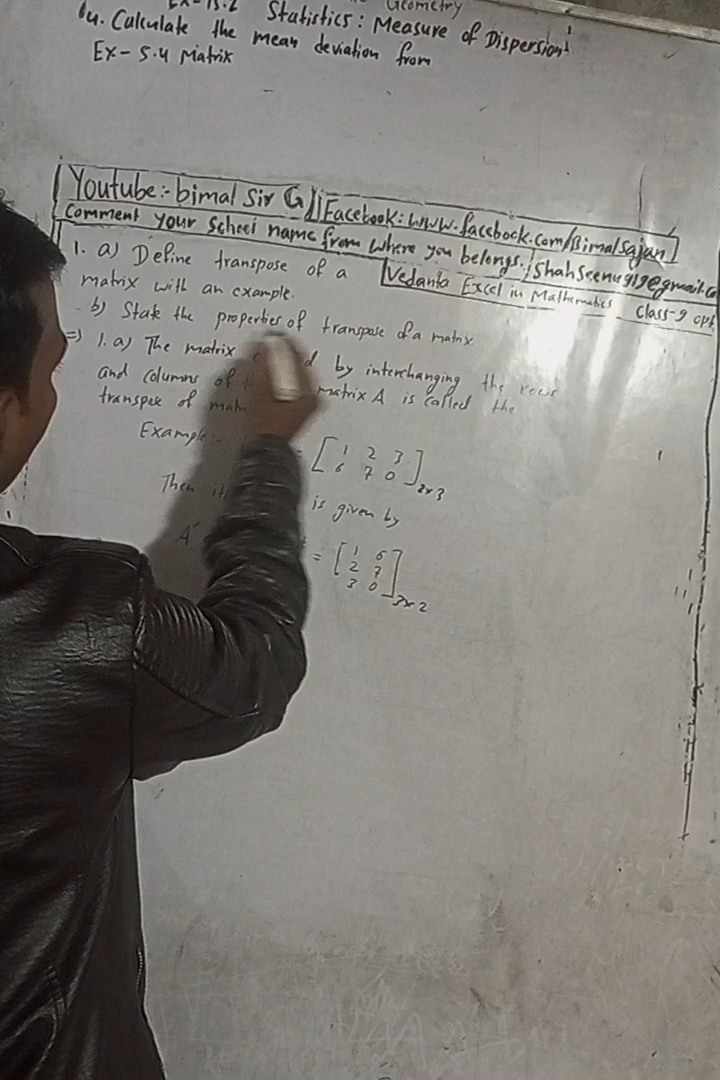 Geometry
Ex-15.2 Statistics: Measure of Dispersion
4. Calculate the mean deviation from
Ex-5.4 Matrix
Youtube:- bimal Sir G | Facebook: www.facebook.com/Bimalsajan
Comment your School name from where you belongs. / Shahseenu919@gmail.co
Vedanta Excel in Mathematics Class-9 opt
1. a) Define transpose of a
matrix with an example.
b) State the properties of transpose of a matrix
=) 1. a) The matrix by interchanging the rows
and columns of matrix A is called the
transpose of
Example:- = [ 1 2 3
6 7 0 ] 2x3
Then is given by
A' = [ 1 6
2 7
3 0 ] 3x2